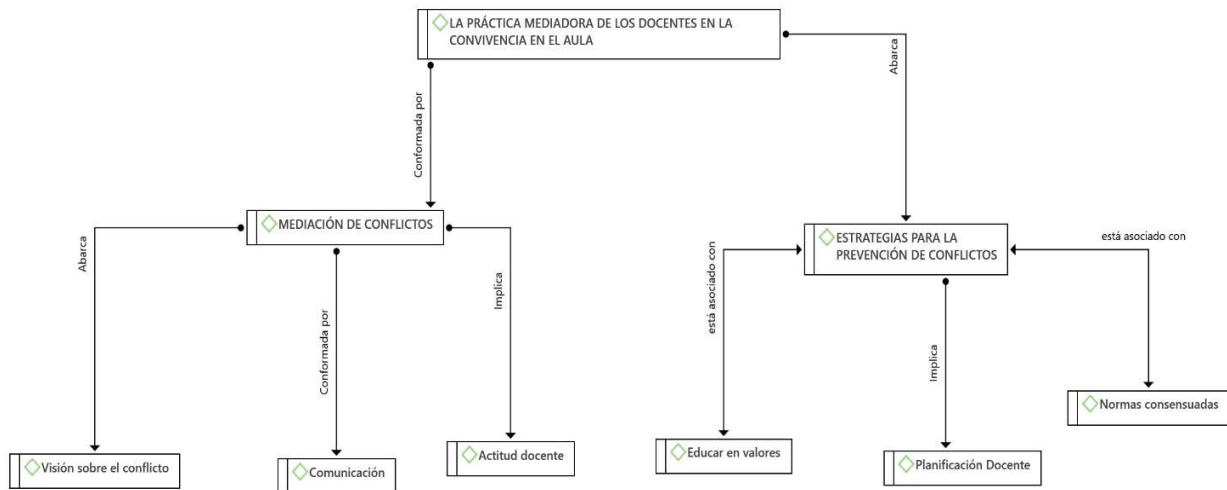 LA PRÁCTICA MEDIADORA DE LOS DOCENTES EN LA
CONVIVENCIA EN EL AULA
Conformada por
Abarca
MEDIACIÓN DE CONFLICTOS
ESTRATEGIAS PARA LA
PREVENCIÓN DE CONFLICTOS
Abarca
Conformada por
Implica
está asociado con
Implica
está asociado con
Visión sobre el conflicto
Comunicación
Actitud docente
Educar en valores
Planificación Docente
Normas consensuadas